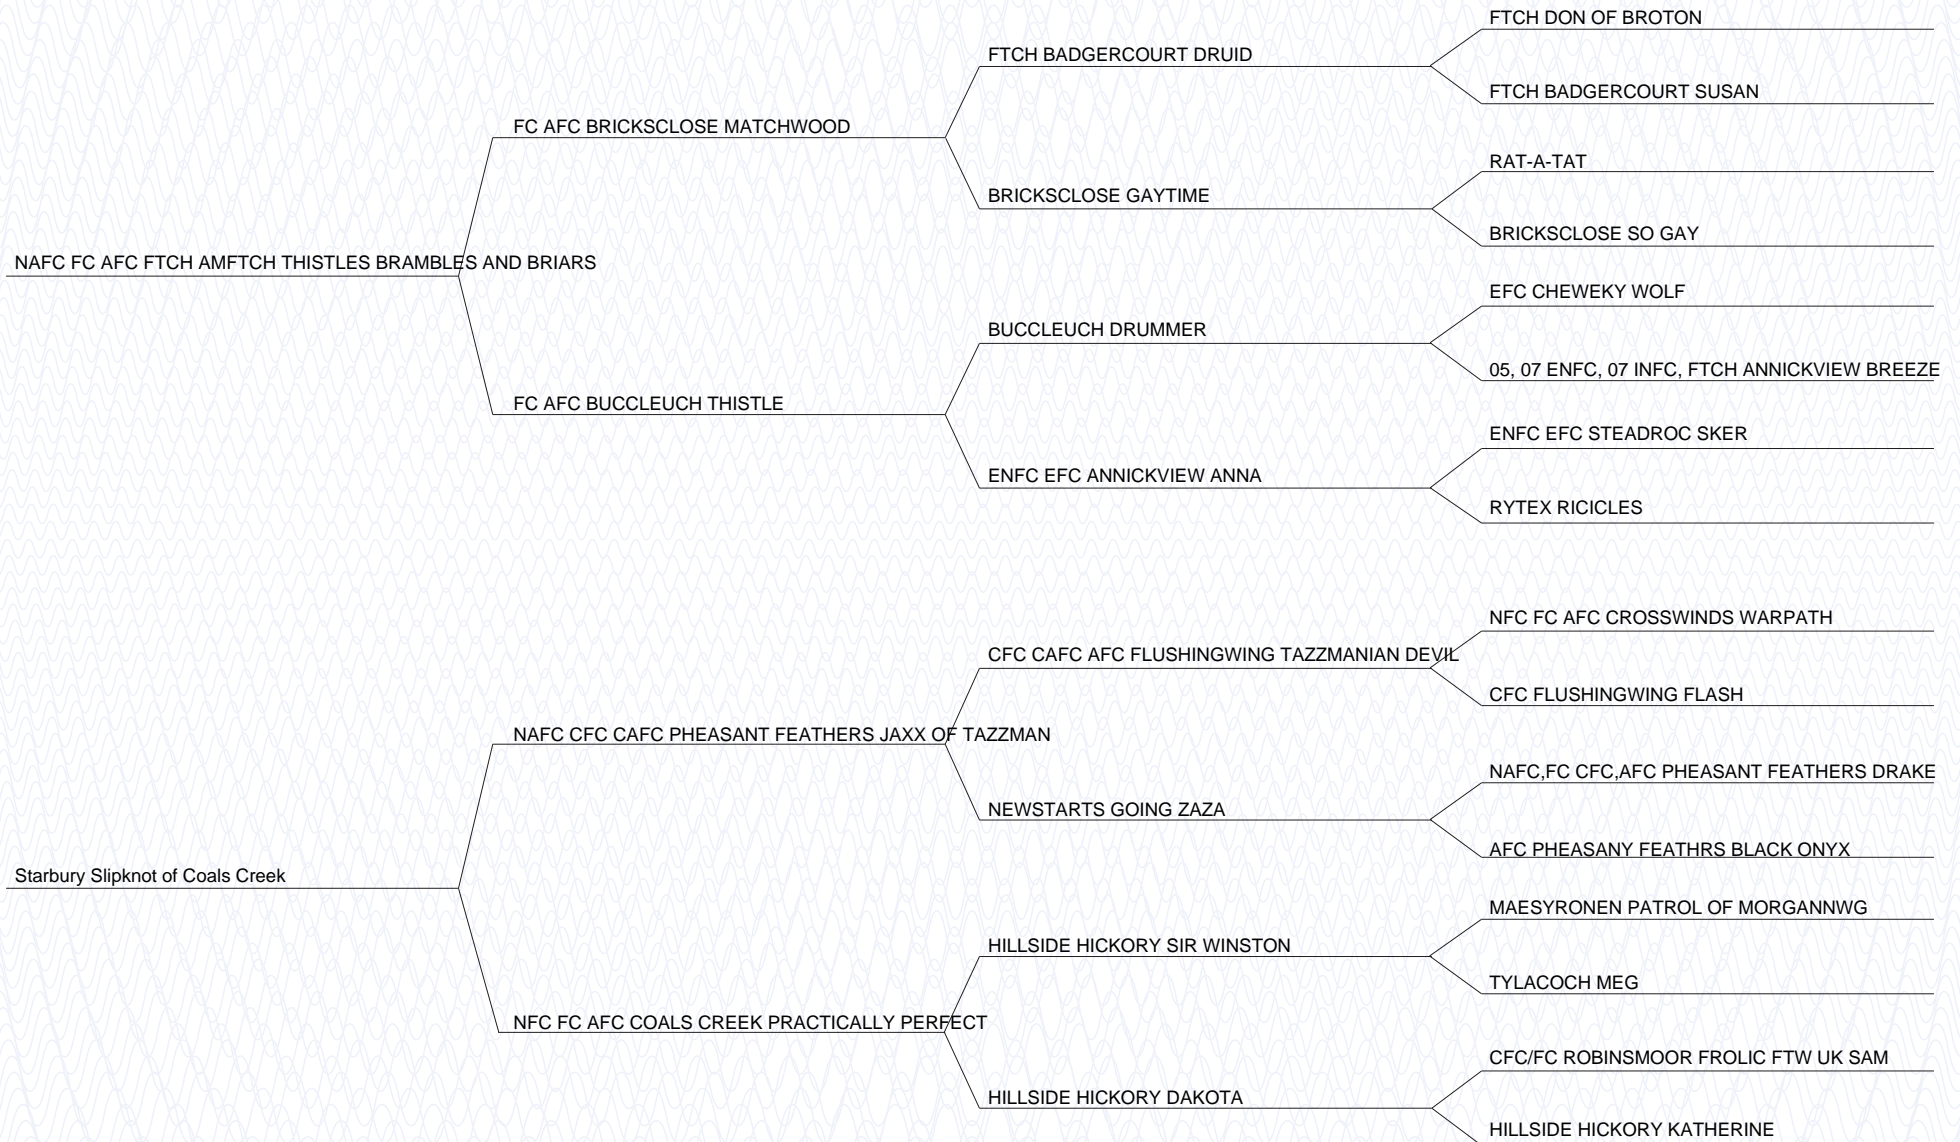 FTCH DON OF BROTON
FTCH BADGERCOURT DRUID
FTCH BADGERCOURT SUSAN
FC AFC BRICKSCLOSE MATCHWOOD
RAT-A-TAT
BRICKSCLOSE GAYTIME
BRICKSCLOSE SO GAY
NAFC FC AFC FTCH AMFTCH THISTLES BRAMBLES AND BRIARS
EFC CHEWEKY WOLF
BUCCLEUCH DRUMMER
05, 07 ENFC, 07 INFC, FTCH ANNICKVIEW BREEZE
FC AFC BUCCLEUCH THISTLE
ENFC EFC STEADROC SKER
ENFC EFC ANNICKVIEW ANNA
RYTEX RICICLES
NFC FC AFC CROSSWINDS WARPATH
CFC CAFC AFC FLUSHINGWING TAZZMANIAN DEVIL
CFC FLUSHINGWING FLASH
NAFC CFC CAFC PHEASANT FEATHERS JAXX OF TAZZMAN
NAFC,FC CFC,AFC PHEASANT FEATHERS DRAKE
NEWSTARTS GOING ZAZA
AFC PHEASANY FEATHRS BLACK ONYX
Starbury Slipknot of Coals Creek
MAESYRONEN PATROL OF MORGANNWG
HILLSIDE HICKORY SIR WINSTON
TYLACOCH MEG
NFC FC AFC COALS CREEK PRACTICALLY PERFECT
CFC/FC ROBINSMOOR FROLIC FTW UK SAM
HILLSIDE HICKORY DAKOTA
HILLSIDE HICKORY KATHERINE